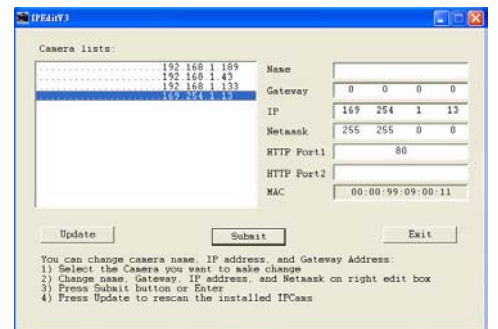 IPEditV3
Camera lists:
....................192.168.1.189
....................192.168.1.43
....................192.168.1.133
....................169.254.1.13
Name
Gateway 0 0 0 0
IP 169 254 1 13
Netmask 255 255 0 0
HTTP Port1 80
HTTP Port2
MAC 00:00:99:09:00:11
Update Submit Exit
You can change camera name, IP address, and Gateway Address:
1) Select the Camera you want to make change
2) Change name, Gateway, IP address, and Netmask on right edit box
3) Press Submit button or Enter
4) Press Update to rescan the installed IPCams